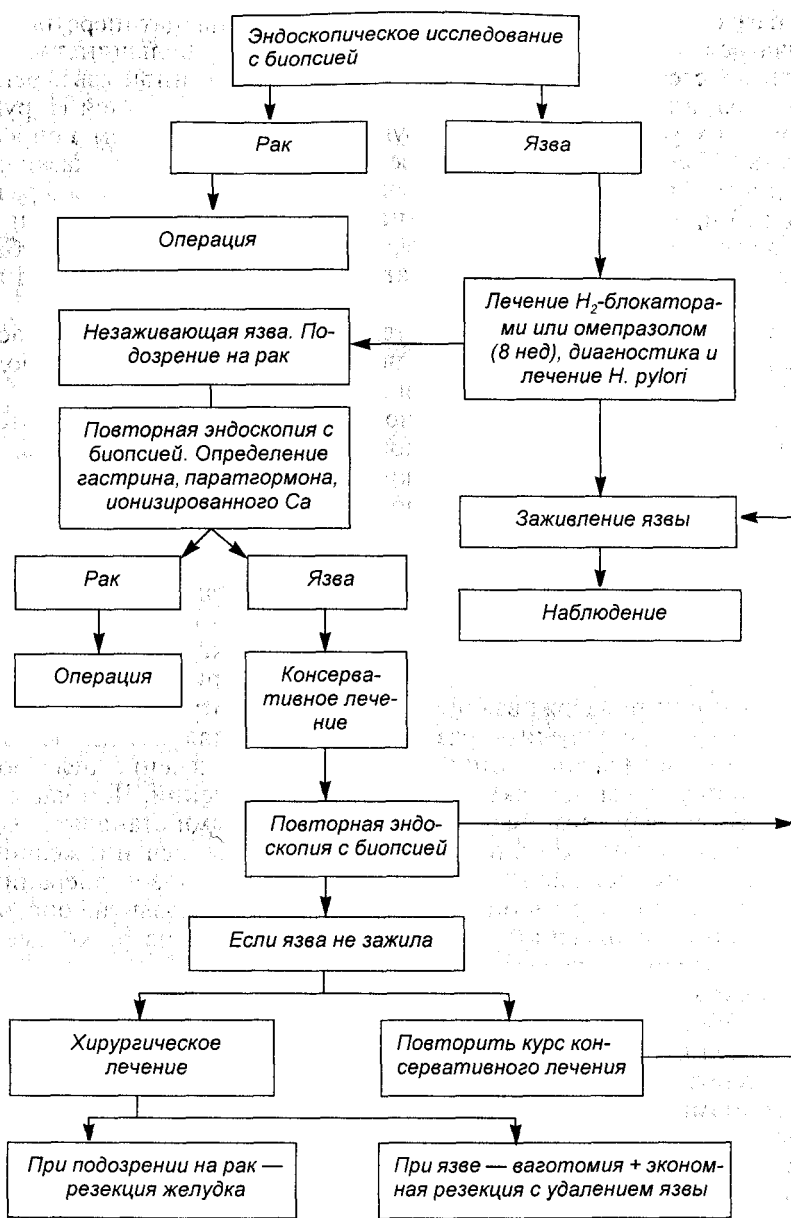 Эндоскопическое исследование
с биопсией
Рак
Язва
Операция
Лечение H₂-блокатора-
ми или омепразолом
(8 нед), диагностика и
лечение H. pylori
Незаживающая язва. По-
дозрение на рак
Повторная эндоскопия с
биопсией. Определение
гастрина, паратгормона,
ионизированного Ca
Заживление язвы
Рак
Язва
Наблюдение
Операция
Консерва-
тивное лече-
ние
Повторная эндо-
скопия с биопсией
Если язва не зажила
Хирургическое
лечение
Повторить курс кон-
сервативного лечения
При подозрении на рак —
резекция желудка
При язве — ваготомия + эконом-
ная резекция с удалением язвы